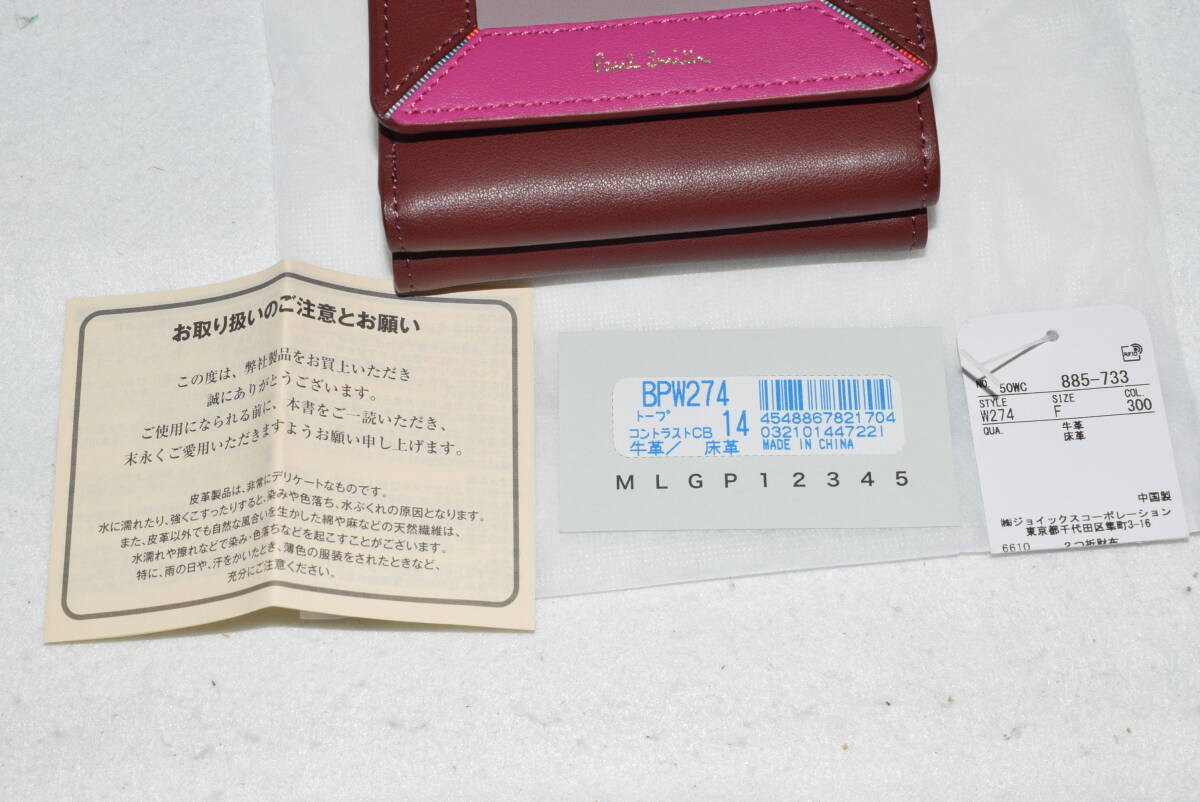 Paul Smith
お取り扱いのご注意とお願い
この度は、弊社製品をお買上いただき
誠にありがとうございます。
ご使用になられる前に、本書をご一読いただき、
末永くご愛用いただきますようお願い申し上げます。
皮革製品は、非常にデリケートなものです。
水に濡れたり、強くこすったりすると、染みや色落ち、水ぶくれの原因となります。
また、皮革以外でも自然な風合いを生かした綿や麻などの天然繊維は、
水濡れや擦れなどで染み・色落ちなどを起こすことがございます。
特に、雨の日や、汗をかいたとき、薄色の服装をされたときなど、
充分にご注意ください。
BPW274
トープ
コントラストCB 14
牛革／ 床革
4548867821704
032101447221
MADE IN CHINA
M L G P 1 2 3 4 5
RFID
NO. 50WC 885-733
STYLE SIZE COL.
W274 F 300
QUA. 牛革
床革
中国製
㈱ジョイックスコーポレーション
東京都千代田区隼町3-16
6610 2つ折財布